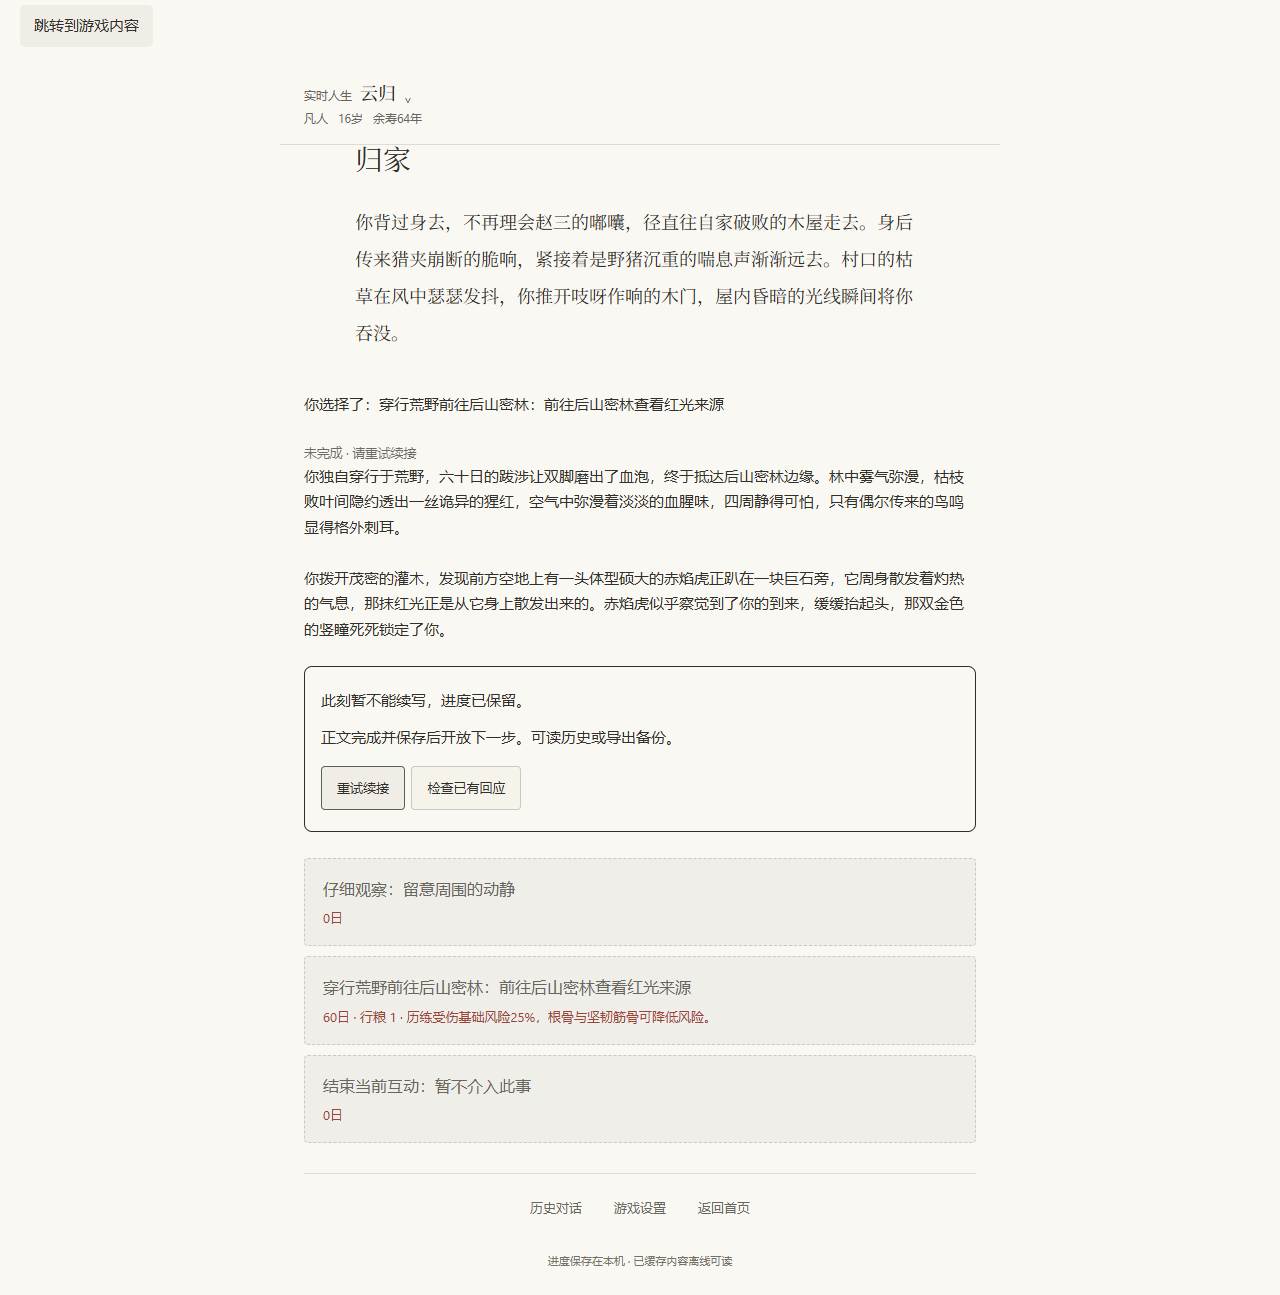 跳转到游戏内容
实时人生 云归 v
凡人 16岁 余寿64年
归家
你背过身去，不再理会赵三的嘟囔，径直往自家破败的木屋走去。身后
传来猎夹崩断的脆响，紧接着是野猪沉重的喘息声渐渐远去。村口的枯
草在风中瑟瑟发抖，你推开吱呀作响的木门，屋内昏暗的光线瞬间将你
吞没。
你选择了：穿行荒野前往后山密林：前往后山密林查看红光来源
未完成 · 请重试续接
你独自穿行于荒野，六十日的跋涉让双脚磨出了血泡，终于抵达后山密林边缘。林中雾气弥漫，枯枝
败叶间隐约透出一丝诡异的猩红，空气中弥漫着淡淡的血腥味，四周静得可怕，只有偶尔传来的鸟鸣
显得格外刺耳。
你拨开茂密的灌木，发现前方空地上有一头体型硕大的赤焰虎正趴在一块巨石旁，它周身散发着灼热
的气息，那抹红光正是从它身上散发出来的。赤焰虎似乎察觉到了你的到来，缓缓抬起头，那双金色
的竖瞳死死锁定了你。
此刻暂不能续写，进度已保留。
正文完成并保存后开放下一步。可读历史或导出备份。
重试续接 检查已有回应
仔细观察：留意周围的动静
0日
穿行荒野前往后山密林：前往后山密林查看红光来源
60日 · 行粮 1 · 历练受伤基础风险25%，根骨与坚韧筋骨可降低风险。
结束当前互动：暂不介入此事
0日
历史对话 游戏设置 返回首页
进度保存在本机 · 已缓存内容离线可读